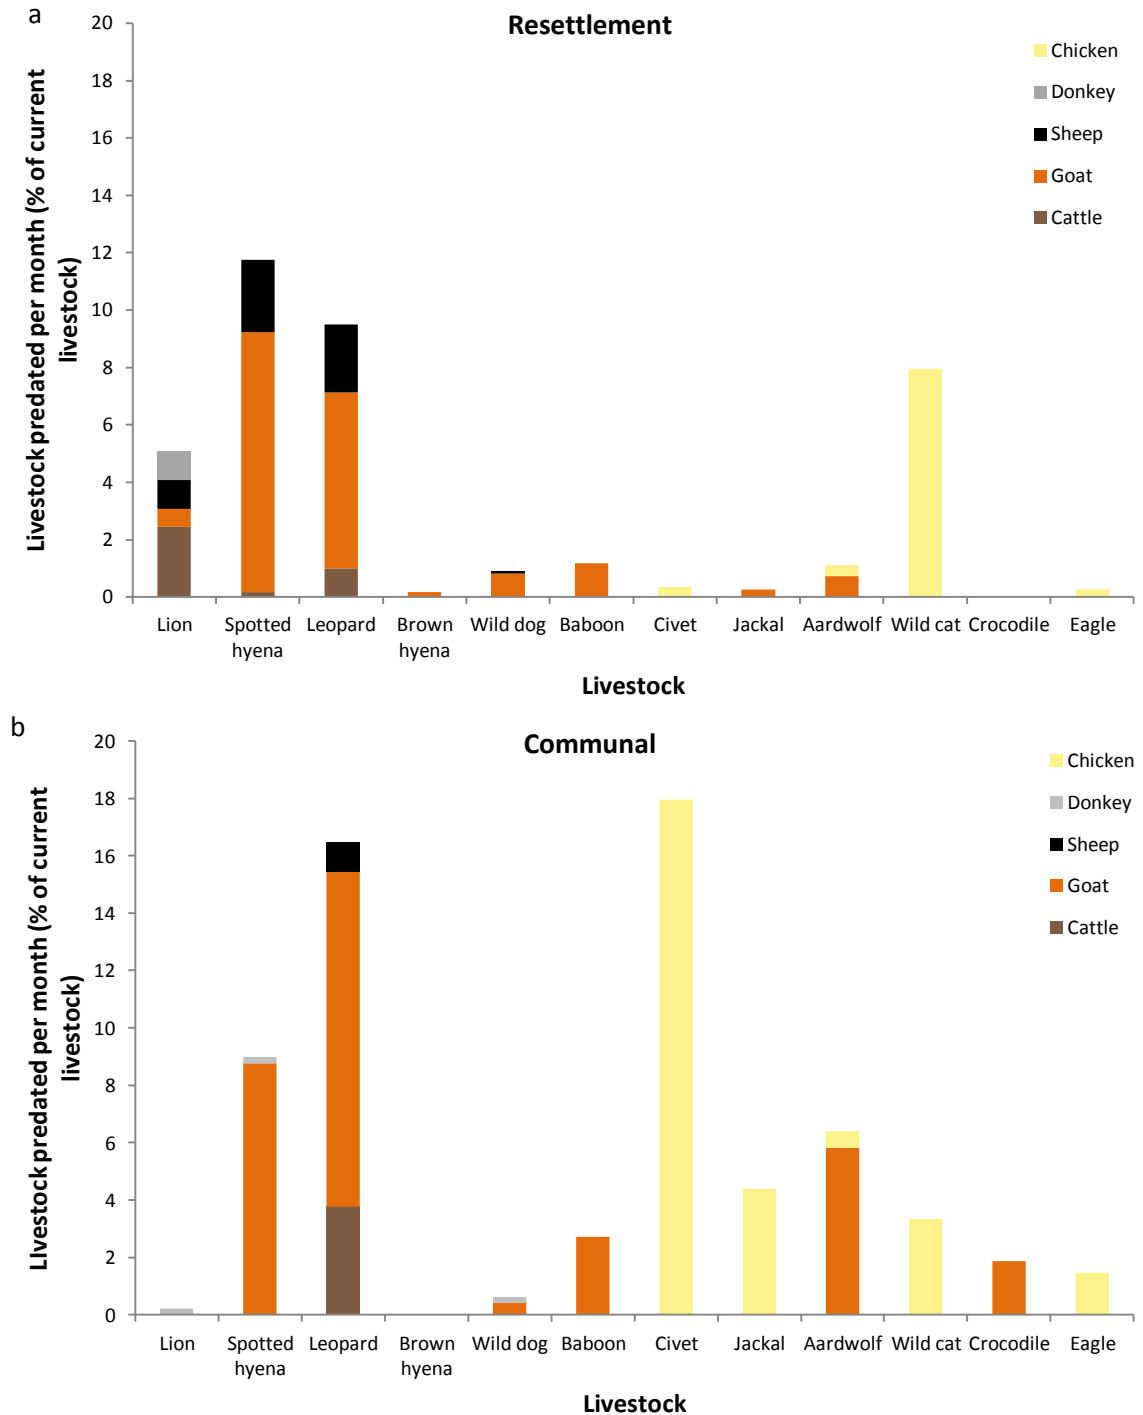 a
Resettlement
Livestock predated per month (% of current
livestock)
20
18
16
14
12
10
8
6
4
2
0
Chicken
Donkey
Sheep
Goat
Cattle
Lion
Spotted
hyena
Leopard
Brown
hyena
Wild dog
Baboon
Civet
Jackal
Aardwolf
Wild cat
Crocodile
Eagle
Livestock
b
Communal
LIvestock predated per month (% of current
livestock)
20
18
16
14
12
10
8
6
4
2
0
Chicken
Donkey
Sheep
Goat
Cattle
Lion
Spotted
hyena
Leopard
Brown
hyena
Wild dog
Baboon
Civet
Jackal
Aardwolf
Wild cat
Crocodile
Eagle
Livestock